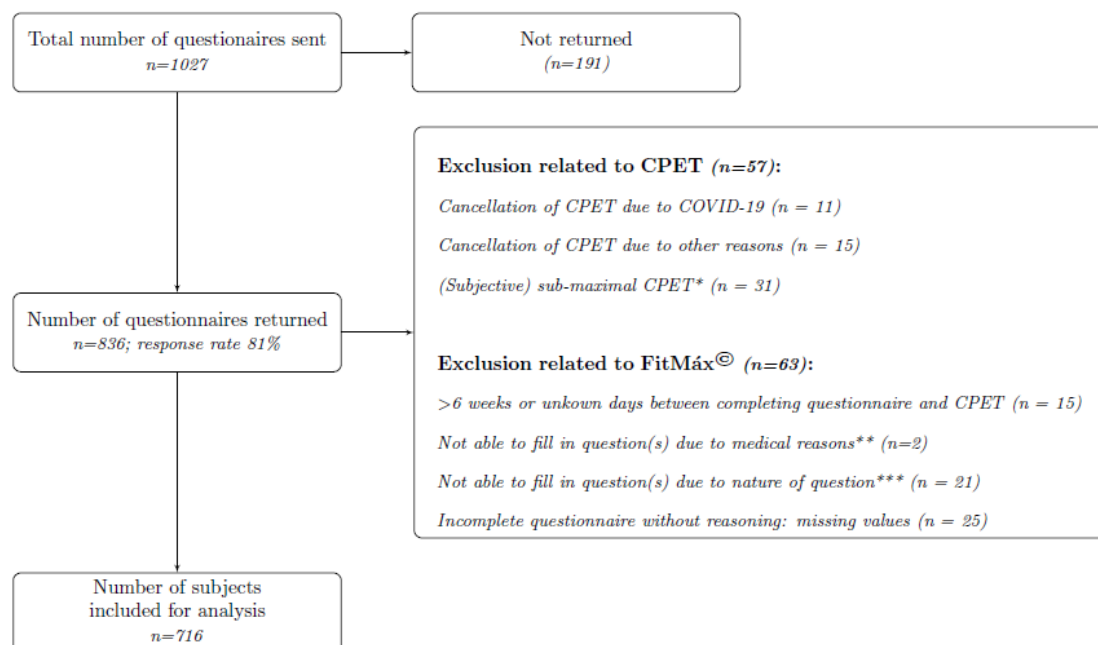 Total number of questionaires sent
n=1027
Not returned
(n=191)
Exclusion related to CPET (n=57):
Cancellation of CPET due to COVID-19 (n = 11)
Cancellation of CPET due to other reasons (n = 15)
(Subjective) sub-maximal CPET* (n = 31)
Number of questionnaires returned
n=836; response rate 81%
Exclusion related to FitMáx© (n=63):
>6 weeks or unkown days between completing questionnaire and CPET (n = 15)
Not able to fill in question(s) due to medical reasons** (n=2)
Not able to fill in question(s) due to nature of question*** (n = 21)
Incomplete questionnaire without reasoning: missing values (n = 25)
Number of subjects
included for analysis
n=716